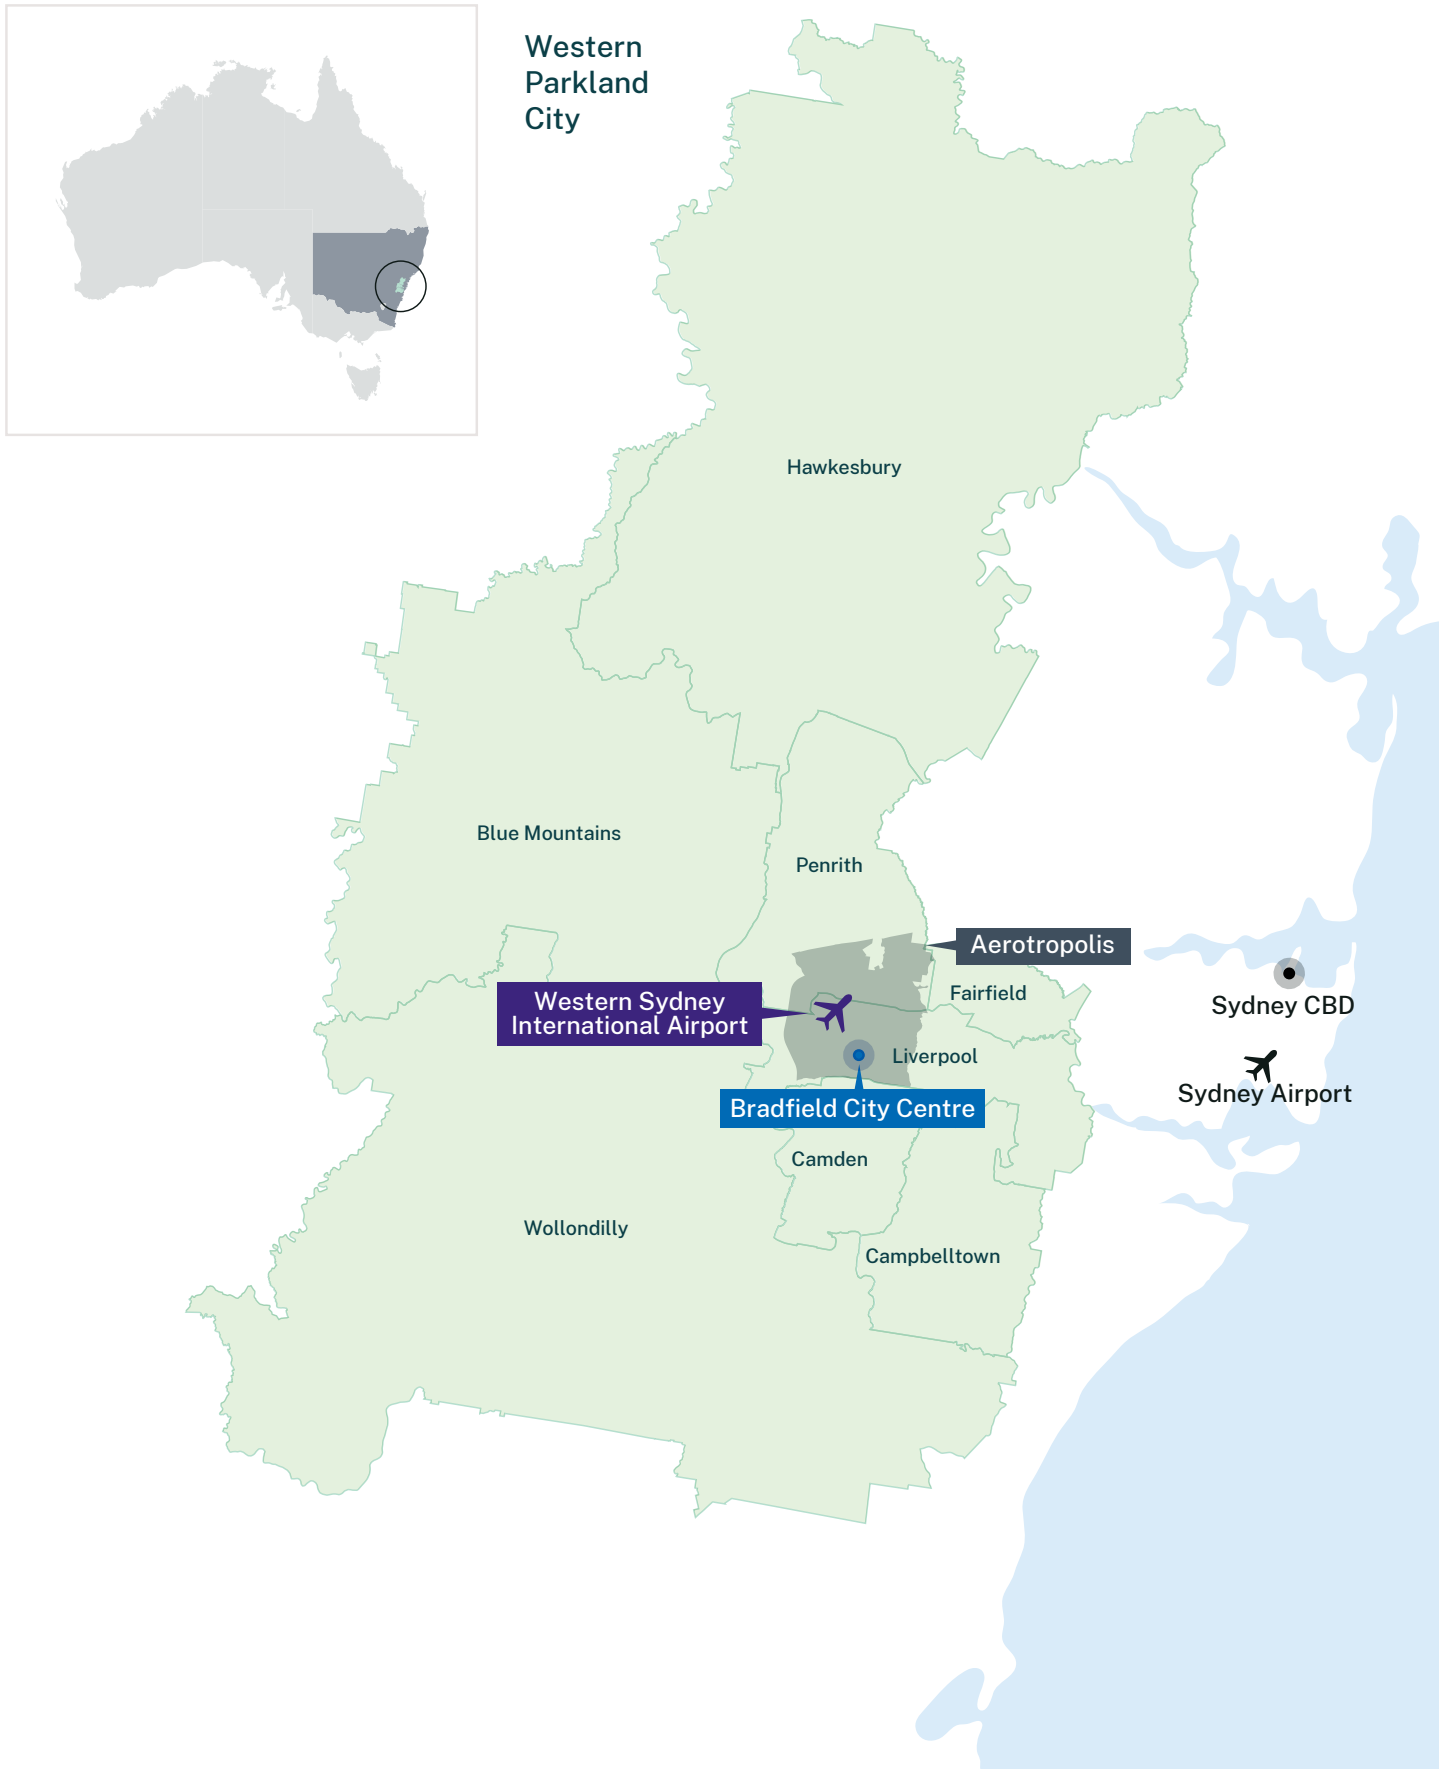 Western
Parkland
City
Hawkesbury
Blue Mountains
Penrith
Aerotropolis
Fairfield
Western Sydney
International Airport
Sydney CBD
Liverpool
Sydney Airport
Bradfield City Centre
Camden
Wollondilly
Campbelltown